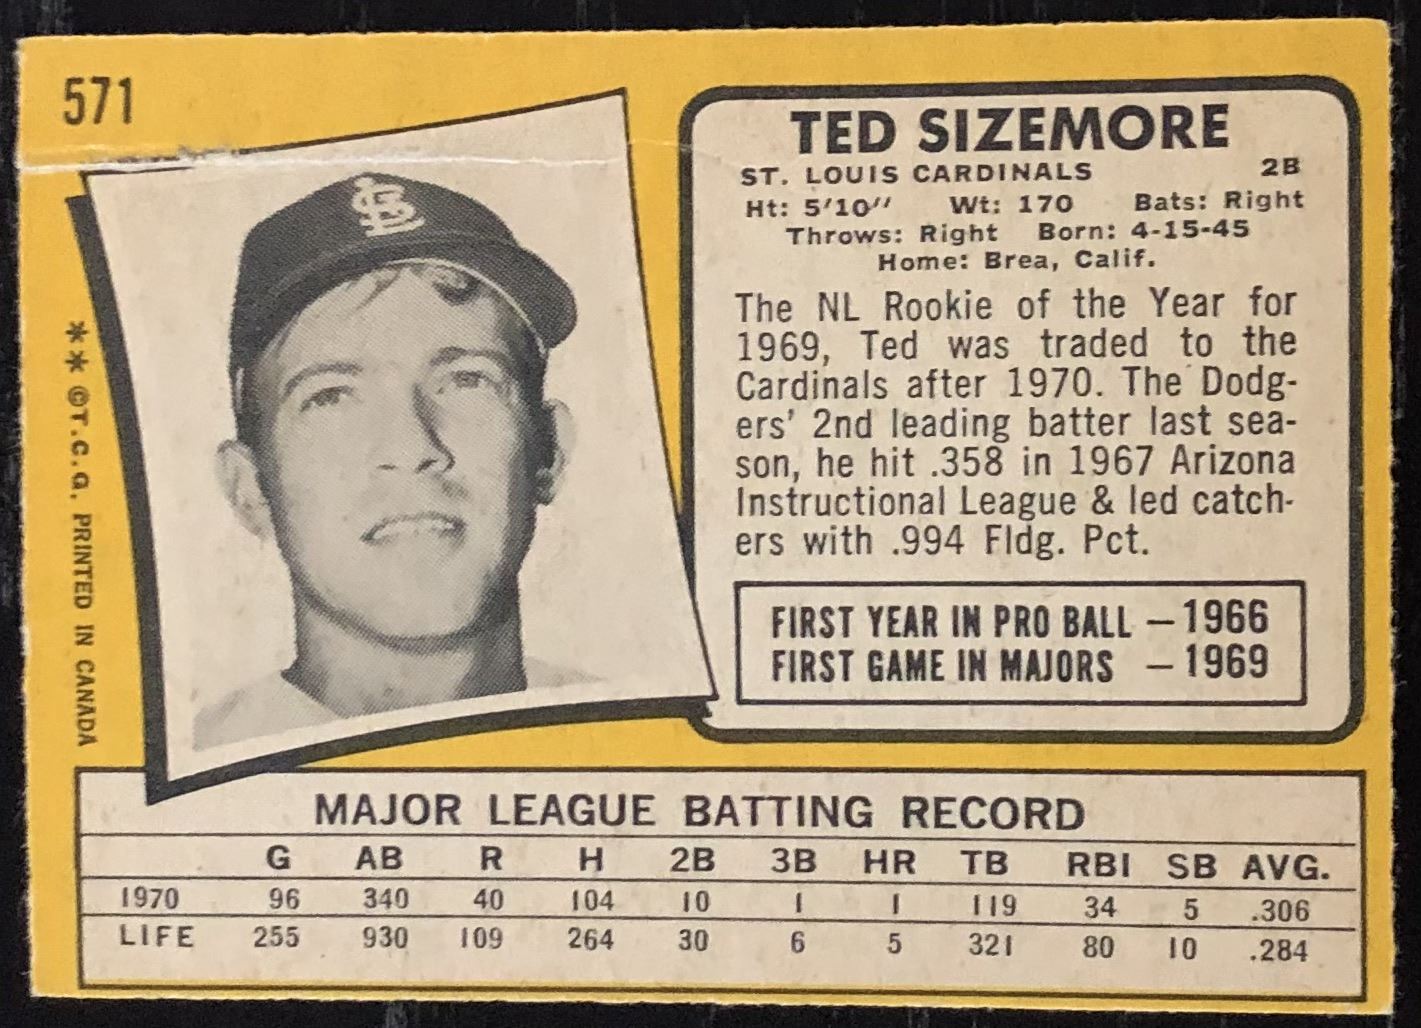 571
TED SIZEMORE
ST. LOUIS CARDINALS 2B
Ht: 5'10" Wt: 170 Bats: Right
Throws: Right Born: 4-15-45
Home: Brea, Calif.
The NL Rookie of the Year for
1969, Ted was traded to the
Cardinals after 1970. The Dodg-
ers' 2nd leading batter last sea-
son, he hit .358 in 1967 Arizona
Instructional League & led catch-
ers with .994 Fldg. Pct.
FIRST YEAR IN PRO BALL — 1966
FIRST GAME IN MAJORS — 1969
StL
** ©T.C.G. PRINTED IN CANADA
MAJOR LEAGUE BATTING RECORD
G AB R H 2B 3B HR TB RBI SB AVG.
1970 96 340 40 104 10 1 1 119 34 5 .306
LIFE 255 930 109 264 30 6 5 321 80 10 .284